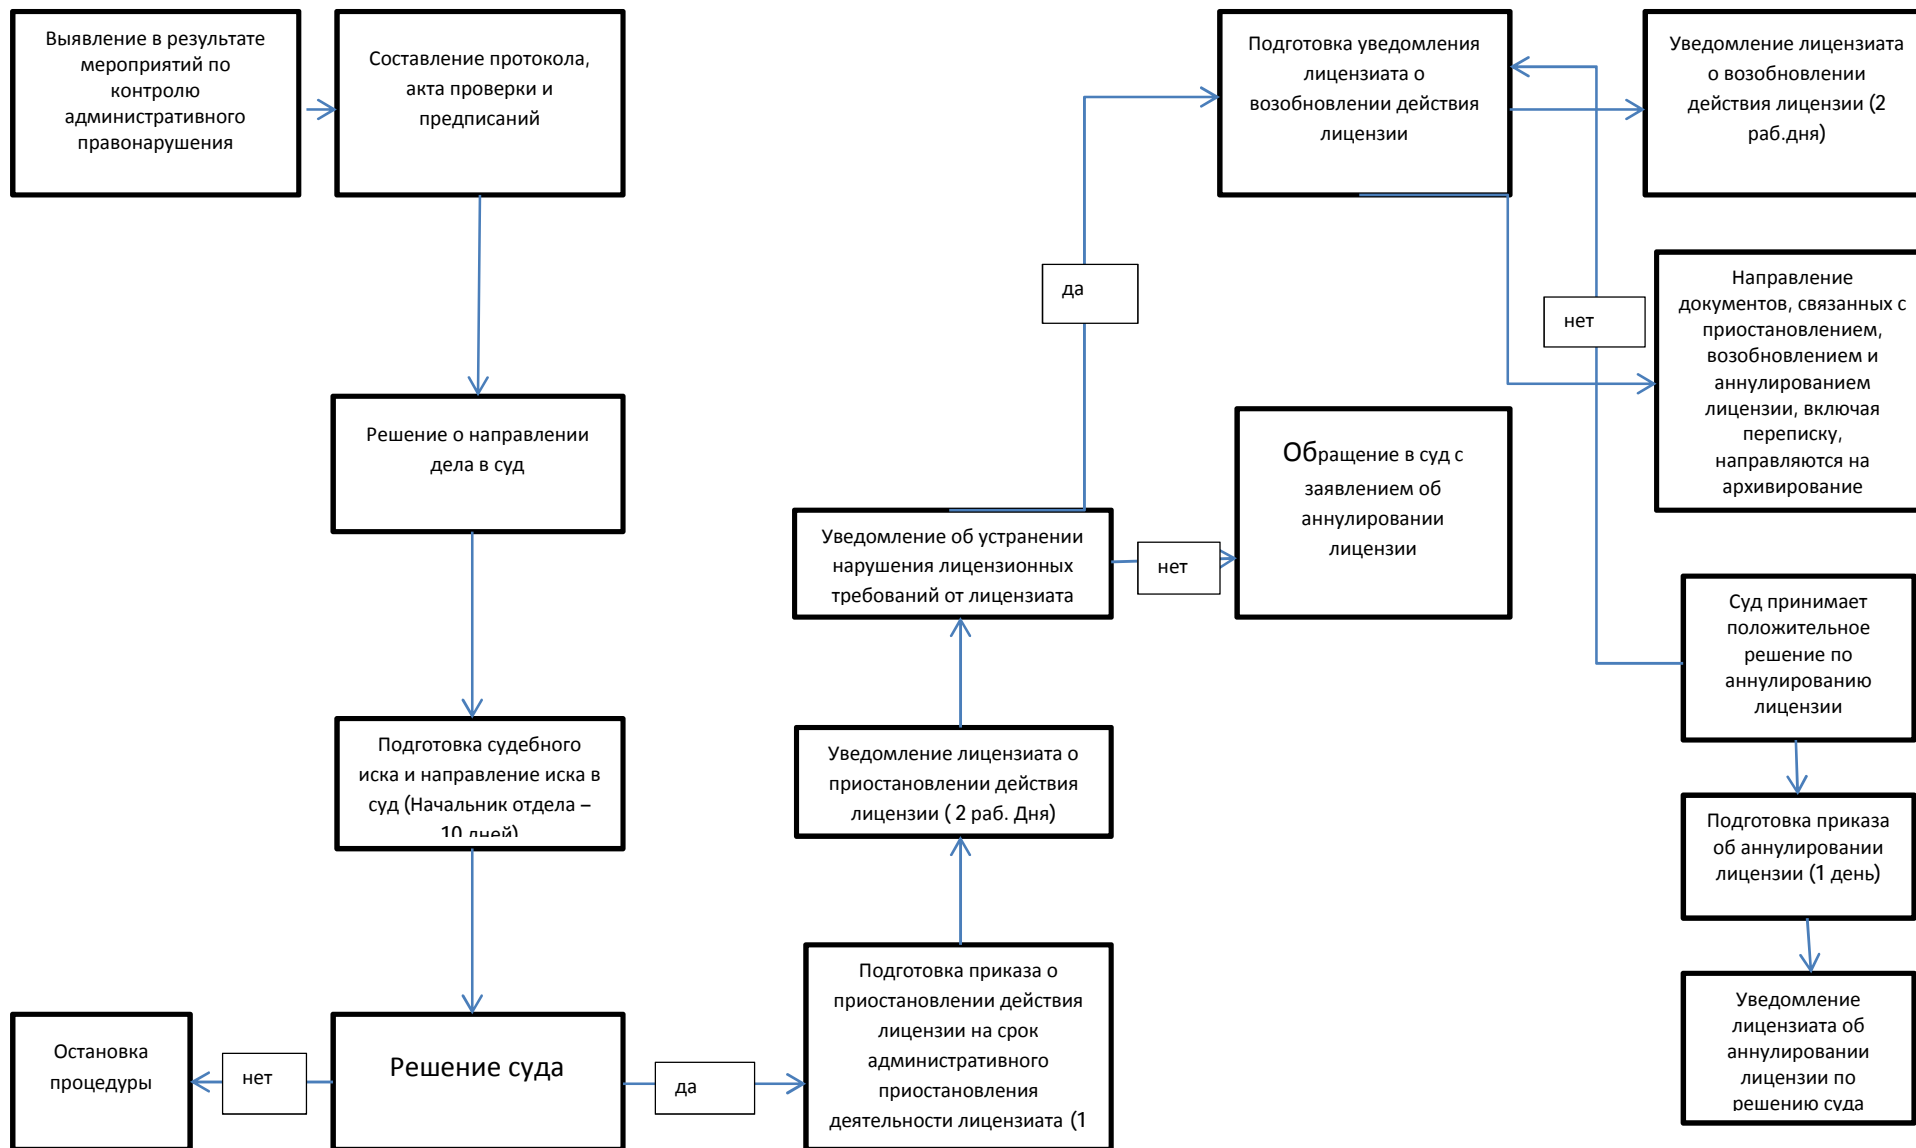 Выявление в результате
мероприятий по
контролю
административного
правонарушения
Составление протокола,
акта проверки и
предписаний
Решение о направлении
дела в суд
Подготовка судебного
иска и направление иска в
суд (Начальник отдела –
10 дней)
Решение суда
нет
Остановка
процедуры
да
Подготовка приказа о
приостановлении действия
лицензии на срок
административного
приостановления
деятельности лицензиата (1
Уведомление лицензиата о
приостановлении действия
лицензии ( 2 раб. Дня)
Уведомление об устранении
нарушения лицензионных
требований от лицензиата
да
нет
Подготовка уведомления
лицензиата о
возобновлении действия
лицензии
Обращение в суд с
заявлением об
аннулировании
лицензии
Уведомление лицензиата
о возобновлении
действия лицензии (2
раб.дня)
Направление
документов, связанных с
приостановлением,
возобновлением и
аннулированием
лицензии, включая
переписку,
направляются на
архивирование
нет
Суд принимает
положительное
решение по
аннулированию
лицензии
Подготовка приказа
об аннулировании
лицензии (1 день)
Уведомление
лицензиата об
аннулировании
лицензии по
решению суда